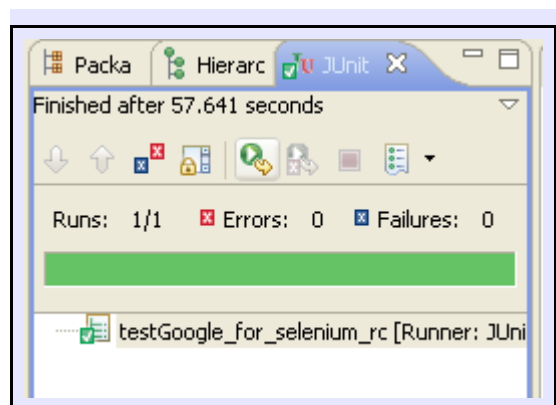 Packa Hierarc JUnit
Finished after 57.641 seconds
Runs: 1/1 Errors: 0 Failures: 0
testGoogle_for_selenium_rc [Runner: JUni